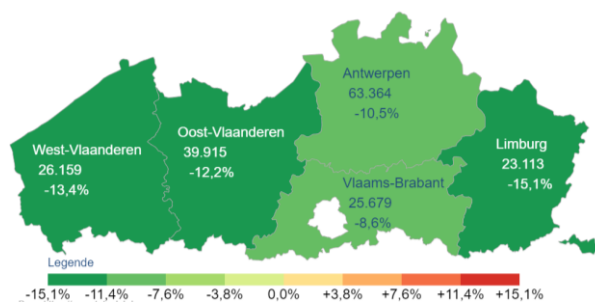 Antwerpen
63.364
-10,5%
Oost-Vlaanderen
39.915
-12,2%
West-Vlaanderen
26.159
-13,4%
Limburg
23.113
-15,1%
Vlaams-Brabant
25.679
-8,6%
Legende
-15,1% -11,4% -7,6% -3,8% 0,0% +3,8% +7,6% +11,4% +15,1%